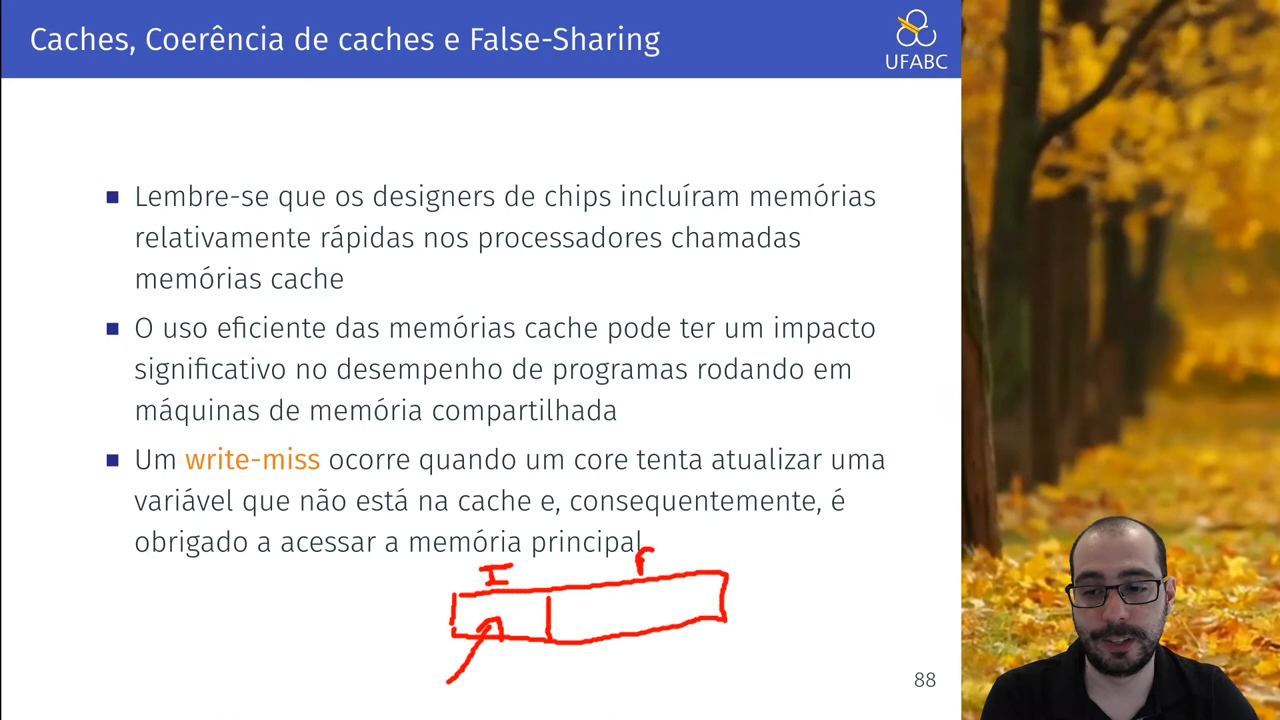 Caches, Coerência de caches e False-Sharing
UFABC
Lembre-se que os designers de chips incluíram memórias
relativamente rápidas nos processadores chamadas
memórias cache
O uso eficiente das memórias cache pode ter um impacto
significativo no desempenho de programas rodando em
máquinas de memória compartilhada
Um write-miss ocorre quando um core tenta atualizar uma
variável que não está na cache e, consequentemente, é
obrigado a acessar a memória principal
I
88